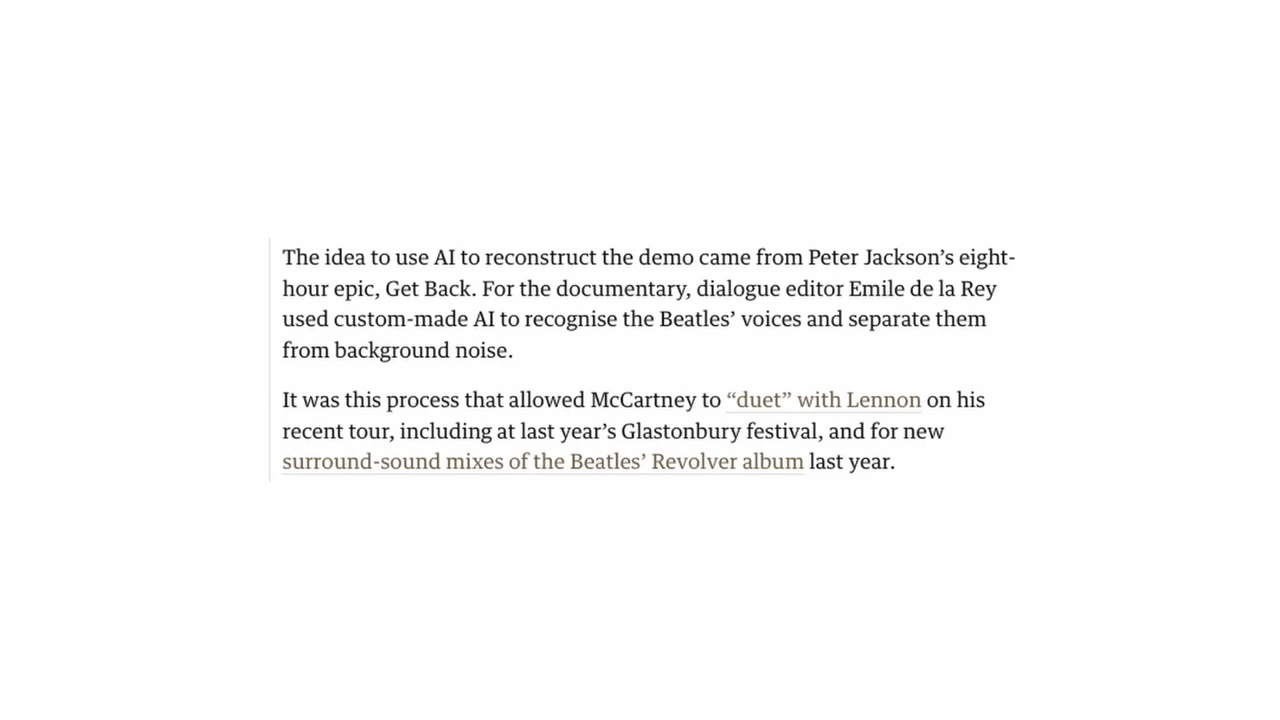 The idea to use AI to reconstruct the demo came from Peter Jackson’s eight-
hour epic, Get Back. For the documentary, dialogue editor Emile de la Rey
used custom-made AI to recognise the Beatles’ voices and separate them
from background noise.
It was this process that allowed McCartney to “duet” with Lennon on his
recent tour, including at last year’s Glastonbury festival, and for new
surround-sound mixes of the Beatles’ Revolver album last year.